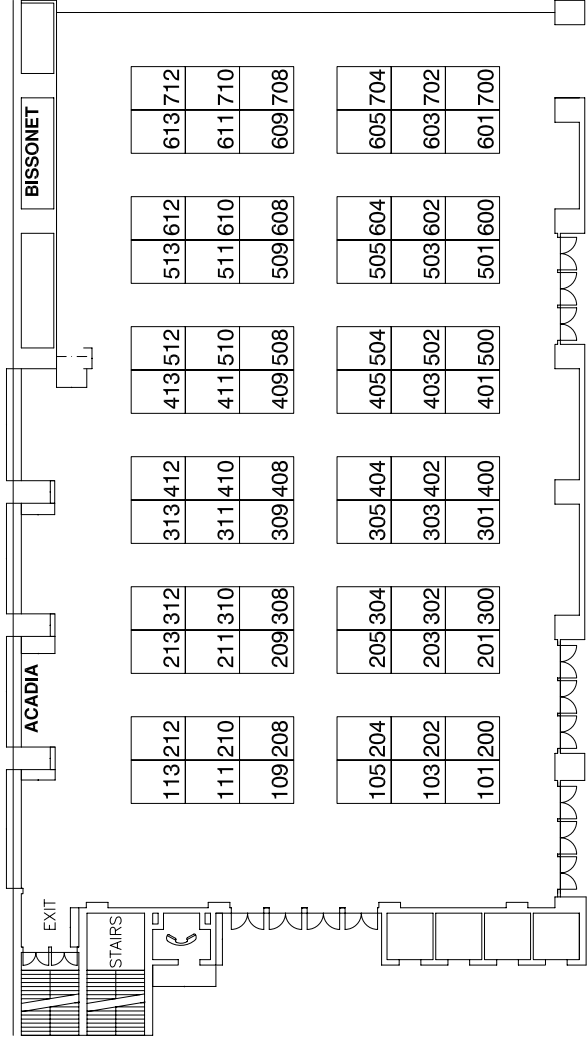 ACADIA BISSONET
EXIT
STAIRS
113 212 213 312 313 412 413 512 513 612 613 712
111 210 211 310 311 410 411 510 511 610 611 710
109 208 209 308 309 408 409 508 509 608 609 708
105 204 205 304 305 404 405 504 505 604 605 704
103 202 203 302 303 402 403 502 503 602 603 702
101 200 201 300 301 400 401 500 501 600 601 700